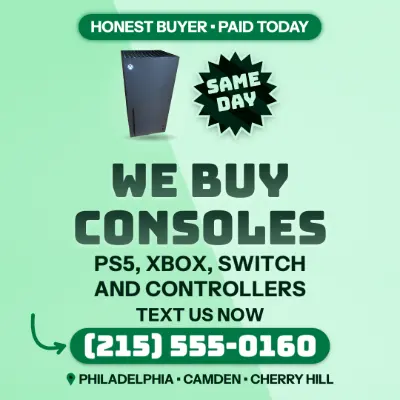 HONEST BUYER • PAID TODAY
SAME
DAY
WE BUY
CONSOLES
PS5, XBOX, SWITCH
AND CONTROLLERS
TEXT US NOW
(215) 555-0160
PHILADELPHIA • CAMDEN • CHERRY HILL